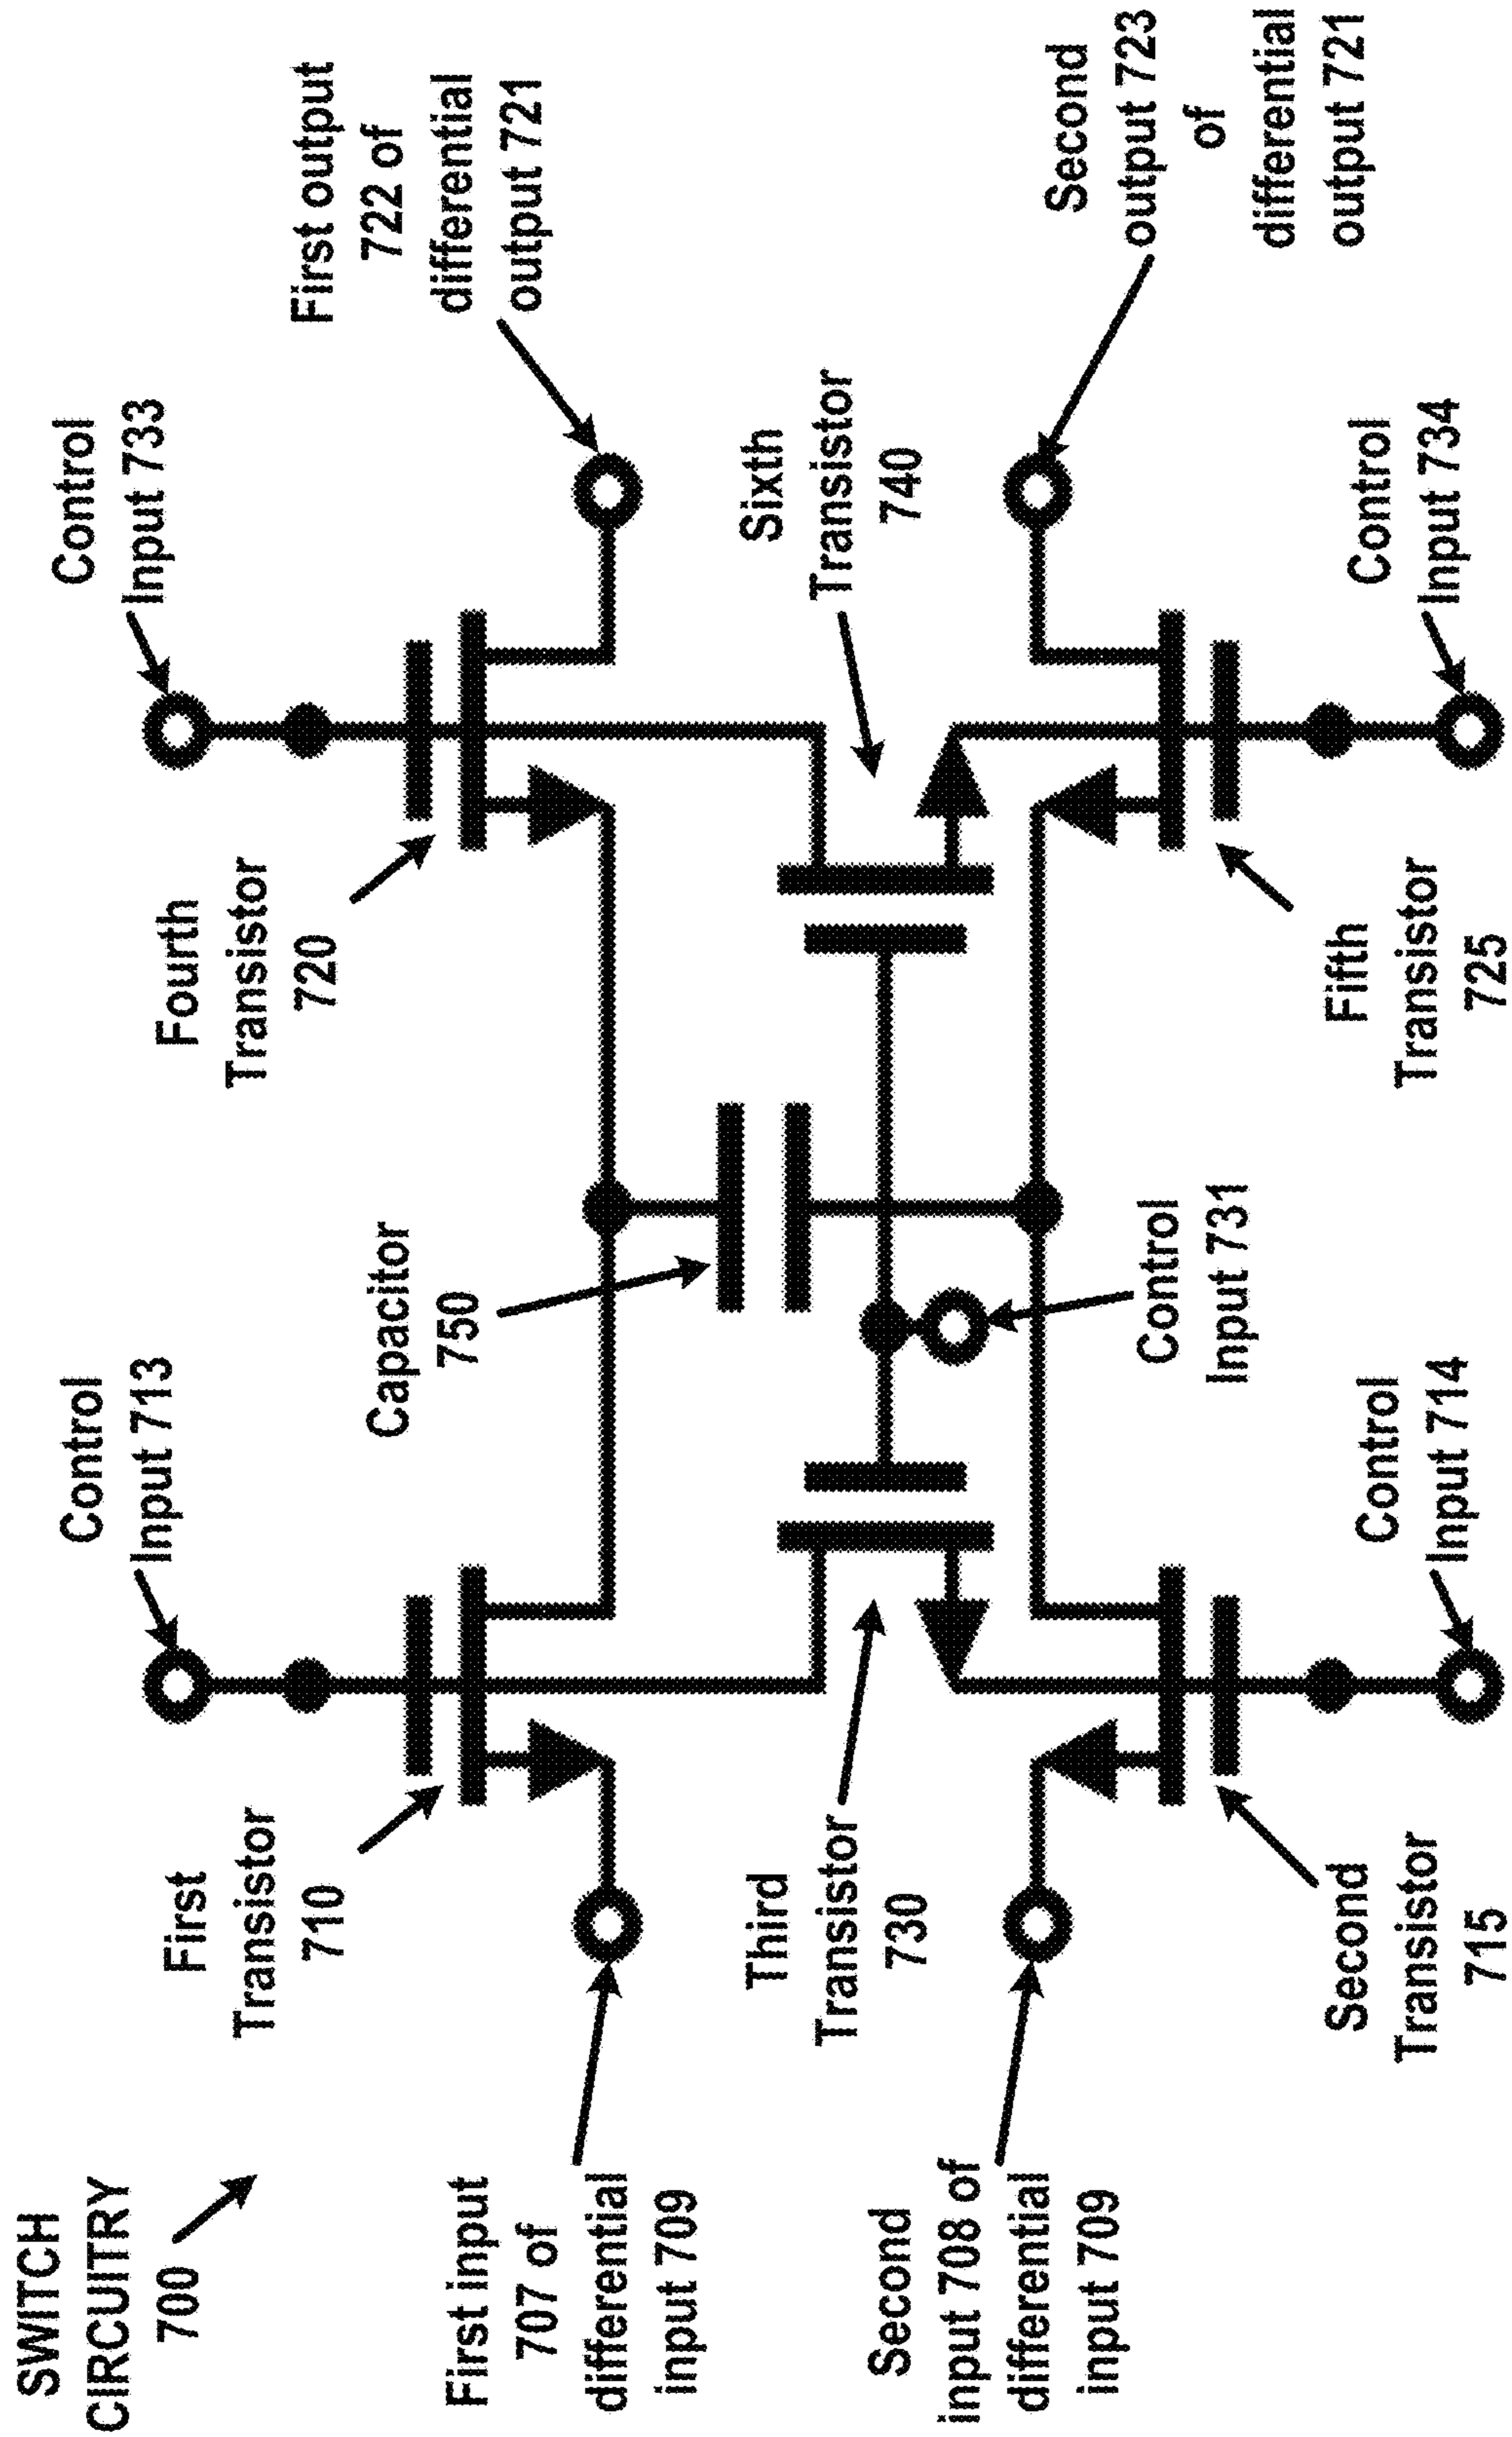 SWITCH
CIRCUITRY
700
Control
Input 713
Control
Input 733
First
Transistor
710
Fourth
Transistor
720
First output
722 of
differential
output 721
Capacitor
750
First input
707 of
differential
input 709
Third
Transistor
730
Sixth
Transistor
740
Second
input 708 of
differential
input 709
Control
Input 731
Second
output 723
of
differential
output 721
Second
Transistor
715
Control
Input 714
Fifth
Transistor
725
Control
Input 734